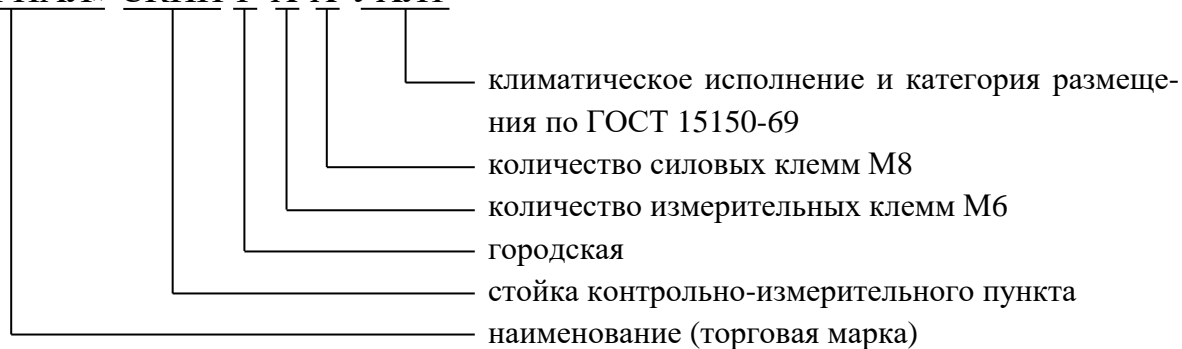 климатическое исполнение и категория размеще-
ния по ГОСТ 15150-69
количество силовых клемм М8
количество измерительных клемм М6
городская
стойка контрольно-измерительного пункта
наименование (торговая марка)